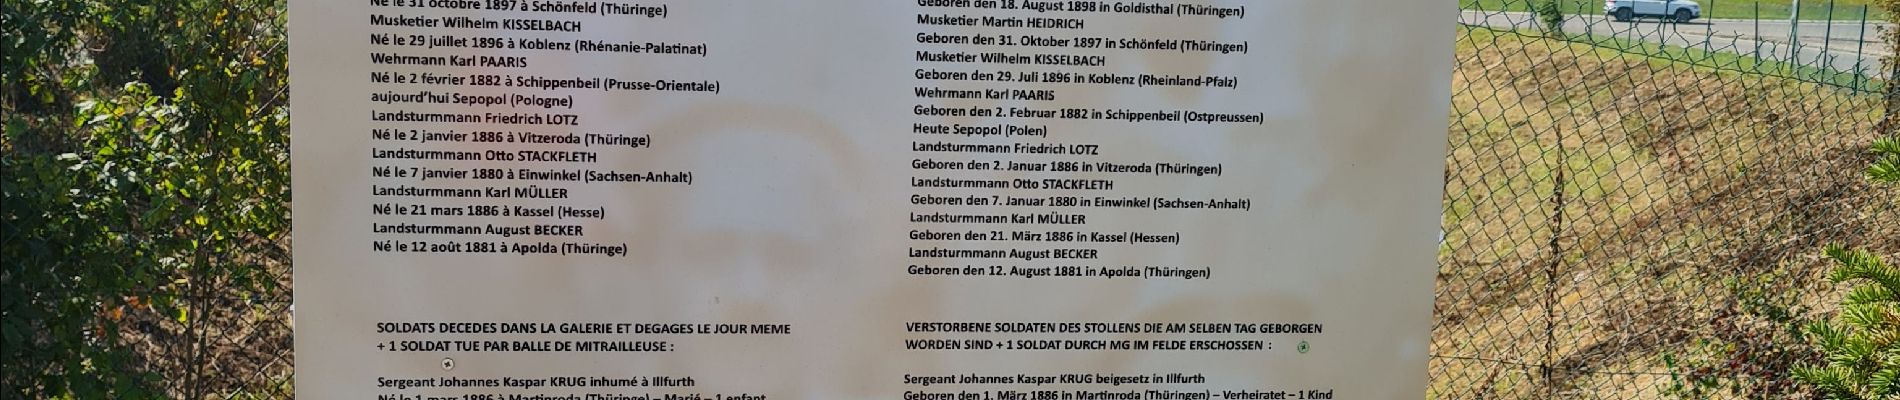 Né le 31 octobre 1897 à Schönfeld (Thüringe)
Musketier Wilhelm KISSELBACH
Né le 29 juillet 1896 à Koblenz (Rhénanie-Palatinat)
Wehrmann Karl PAARIS
Né le 2 février 1882 à Schippenbeil (Prusse-Orientale)
aujourd'hui Sepopol (Pologne)
Landsturmmann Friedrich LOTZ
Né le 2 janvier 1886 à Vitzeroda (Thüringe)
Landsturmmann Otto STACKFLETH
Né le 7 janvier 1880 à Einwinkel (Sachsen-Anhalt)
Landsturmmann Karl MÜLLER
Né le 21 mars 1886 à Kassel (Hesse)
Landsturmmann August BECKER
Né le 12 août 1881 à Apolda (Thüringe)
SOLDATS DECEDES DANS LA GALERIE ET DEGAGES LE JOUR MEME
+ 1 SOLDAT TUE PAR BALLE DE MITRAILLEUSE :
Sergeant Johannes Kaspar KRUG inhumé à Illfurth
Né le 1 mars 1886 à Martinroda (Thüringe) – Marié – 1 enfant
Geboren den 18. August 1898 in Goldisthal (Thüringen)
Musketier Martin HEIDRICH
Geboren den 31. Oktober 1897 in Schönfeld (Thüringen)
Musketier Wilhelm KISSELBACH
Geboren den 29. Juli 1896 in Koblenz (Rheinland-Pfalz)
Wehrmann Karl PAARIS
Geboren den 2. Februar 1882 in Schippenbeil (Ostpreussen)
Heute Sepopol (Polen)
Landsturmmann Friedrich LOTZ
Geboren den 2. Januar 1886 in Vitzeroda (Thüringen)
Landsturmmann Otto STACKFLETH
Geboren den 7. Januar 1880 in Einwinkel (Sachsen-Anhalt)
Landsturmmann Karl MÜLLER
Geboren den 21. März 1886 in Kassel (Hessen)
Landsturmmann August BECKER
Geboren den 12. August 1881 in Apolda (Thüringen)
VERSTORBENE SOLDATEN DES STOLLENS DIE AM SELBEN TAG GEBORGEN
WORDEN SIND + 1 SOLDAT DURCH MG IM FELDE ERSCHOSSEN :
Sergeant Johannes Kaspar KRUG beigesetz in Illfurth
Geboren den 1. März 1886 in Martinroda (Thüringen) – Verheiratet – 1 Kind